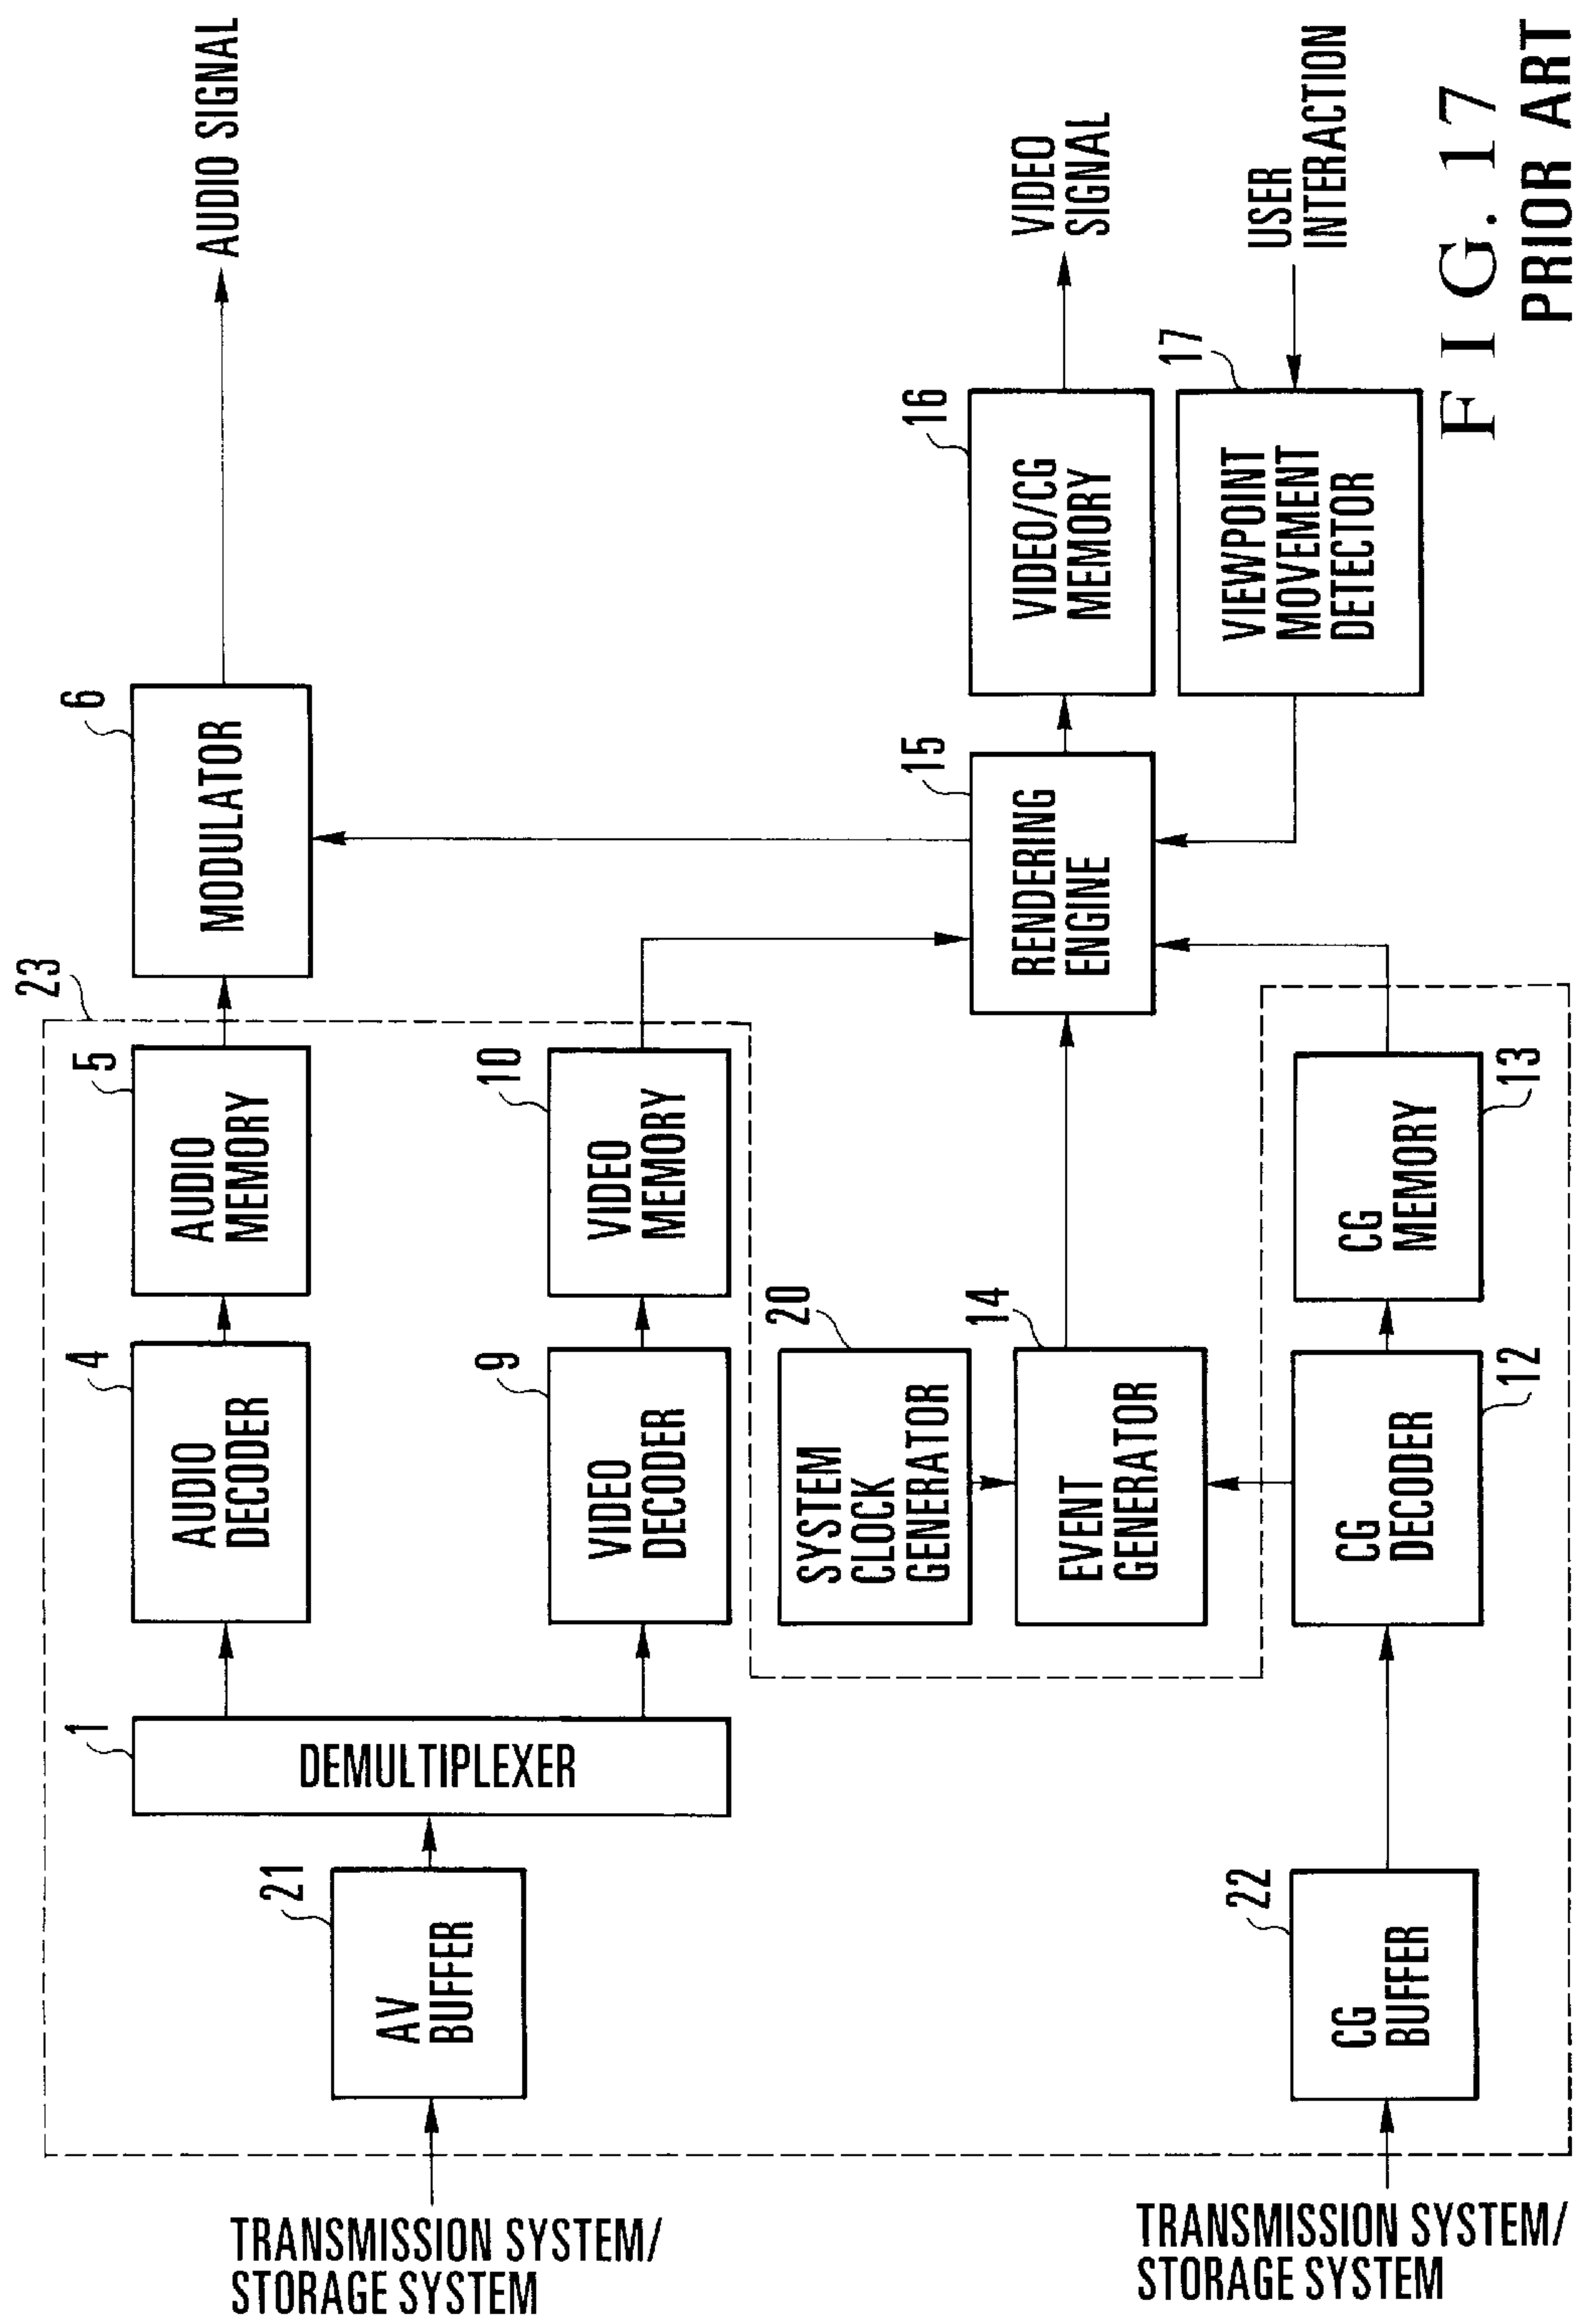 TRANSMISSION SYSTEM/
STORAGE SYSTEM
21
AV
BUFFER
1
DEMULTIPLEXER
4
AUDIO
DECODER
5
AUDIO
MEMORY
23
6
MODULATOR
AUDIO SIGNAL
9
VIDEO
DECODER
10
VIDEO
MEMORY
20
SYSTEM
CLOCK
GENERATOR
14
EVENT
GENERATOR
15
RENDERING
ENGINE
16
VIDEO/CG
MEMORY
VIDEO
SIGNAL
17
VIEWPOINT
MOVEMENT
DETECTOR
USER
INTERACTION
TRANSMISSION SYSTEM/
STORAGE SYSTEM
22
CG
BUFFER
CG
DECODER
12
CG
MEMORY
13
FIG. 17
PRIOR ART